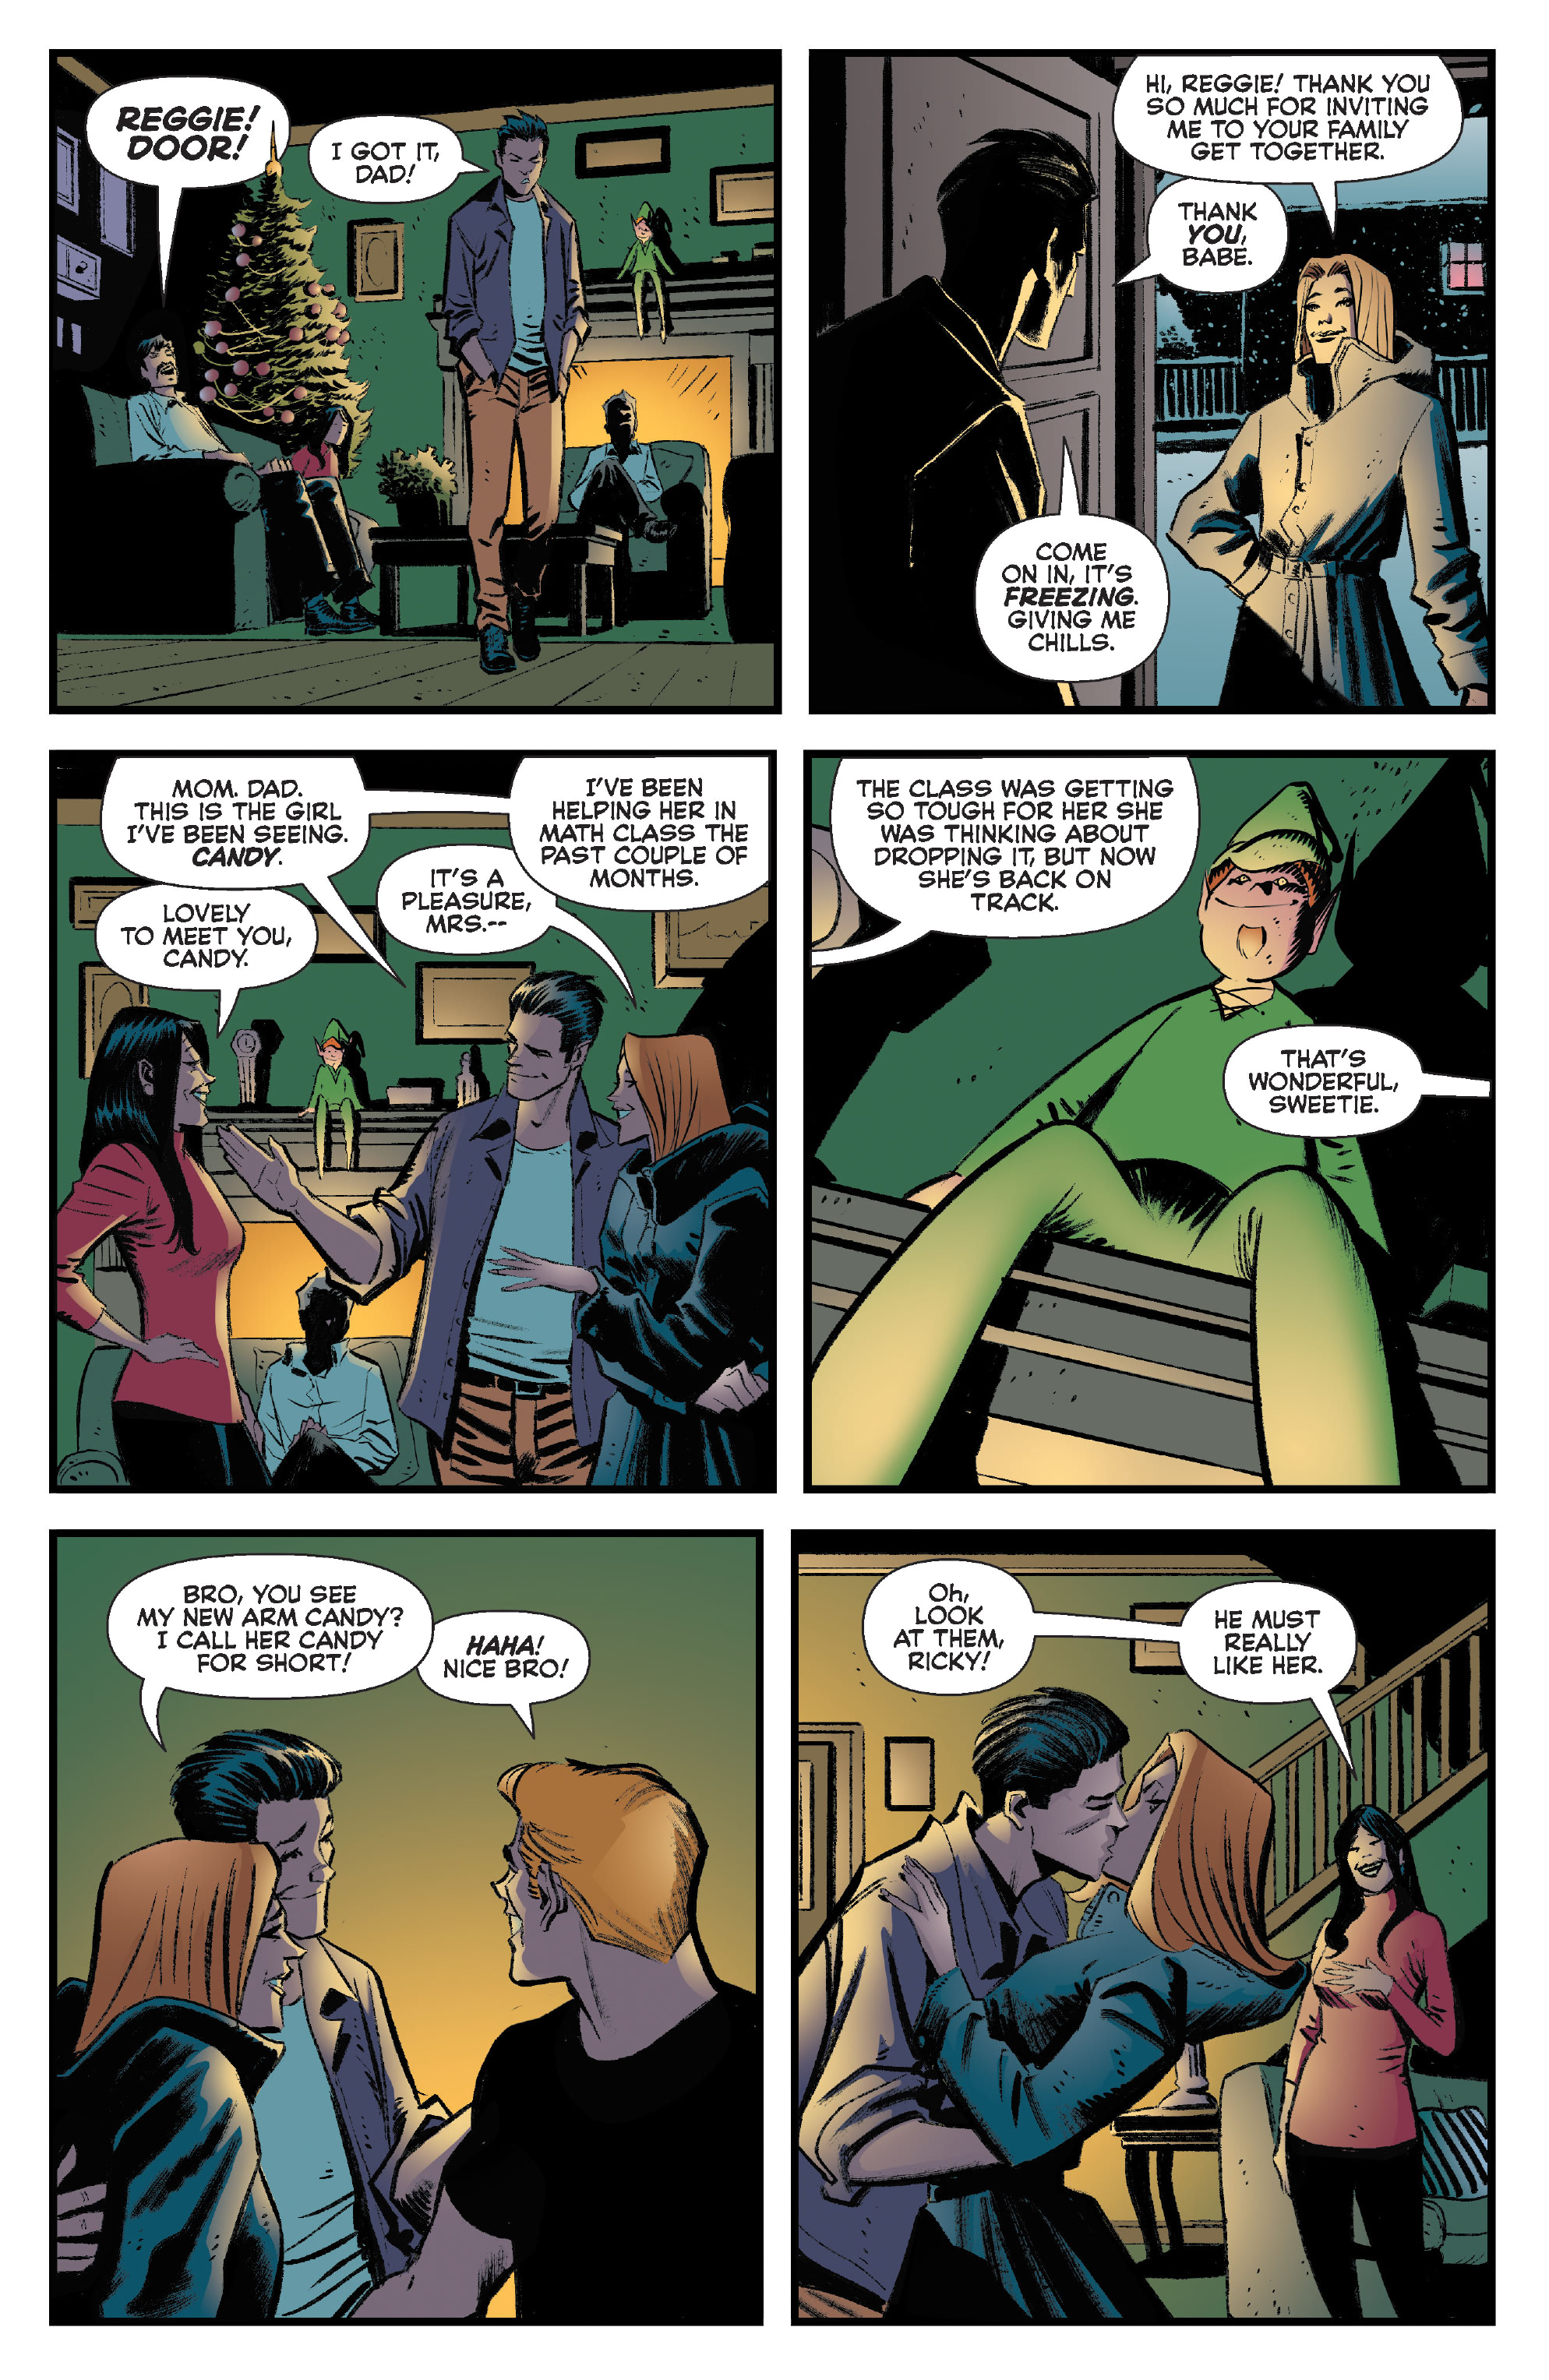 REGGIE!
DOOR!
I GOT IT,
DAD!
HI, REGGIE! THANK YOU
SO MUCH FOR INVITING
ME TO YOUR FAMILY
GET TOGETHER.
THANK
YOU,
BABE.
COME
ON IN, IT'S
FREEZING.
GIVING ME
CHILLS.
MOM. DAD.
THIS IS THE GIRL
I'VE BEEN SEEING.
CANDY.
I'VE BEEN
HELPING HER IN
MATH CLASS THE
PAST COUPLE OF
MONTHS.
LOVELY
TO MEET YOU,
CANDY.
IT'S A
PLEASURE,
MRS.--
THE CLASS WAS GETTING
SO TOUGH FOR HER SHE
WAS THINKING ABOUT
DROPPING IT, BUT NOW
SHE'S BACK ON
TRACK.
THAT'S
WONDERFUL,
SWEETIE.
BRO, YOU SEE
MY NEW ARM CANDY?
I CALL HER CANDY
FOR SHORT!
HAHA!
NICE BRO!
Oh,
LOOK
AT THEM,
RICKY!
HE MUST
REALLY
LIKE HER.